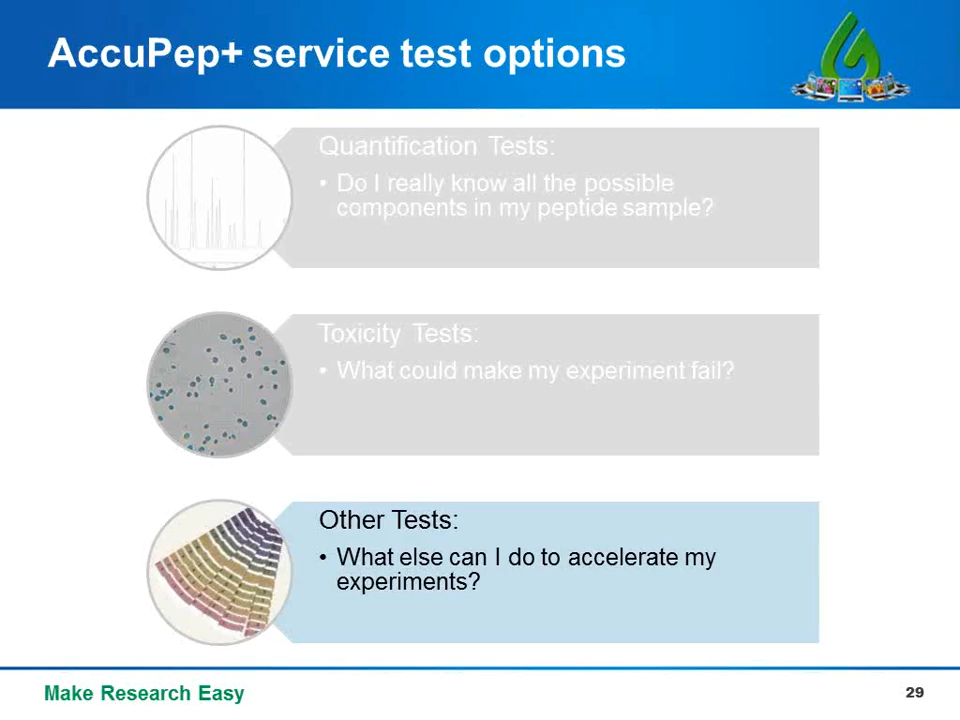 AccuPep+ service test options
Quantification Tests:
• Do I really know all the possible
components in my peptide sample?
Toxicity Tests:
• What could make my experiment fail?
Other Tests:
• What else can I do to accelerate my
experiments?
Make Research Easy
29